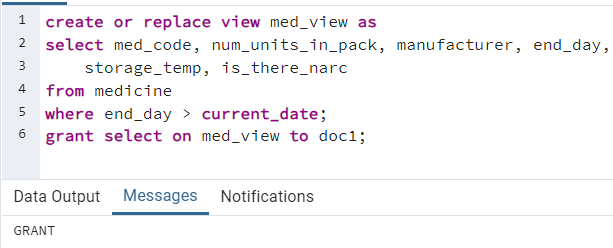 1 create or replace view med_view as
2 select med_code, num_units_in_pack, manufacturer, end_day,
3     storage_temp, is_there_narc
4 from medicine
5 where end_day > current_date;
6 grant select on med_view to doc1;
Data Output Messages Notifications
GRANT